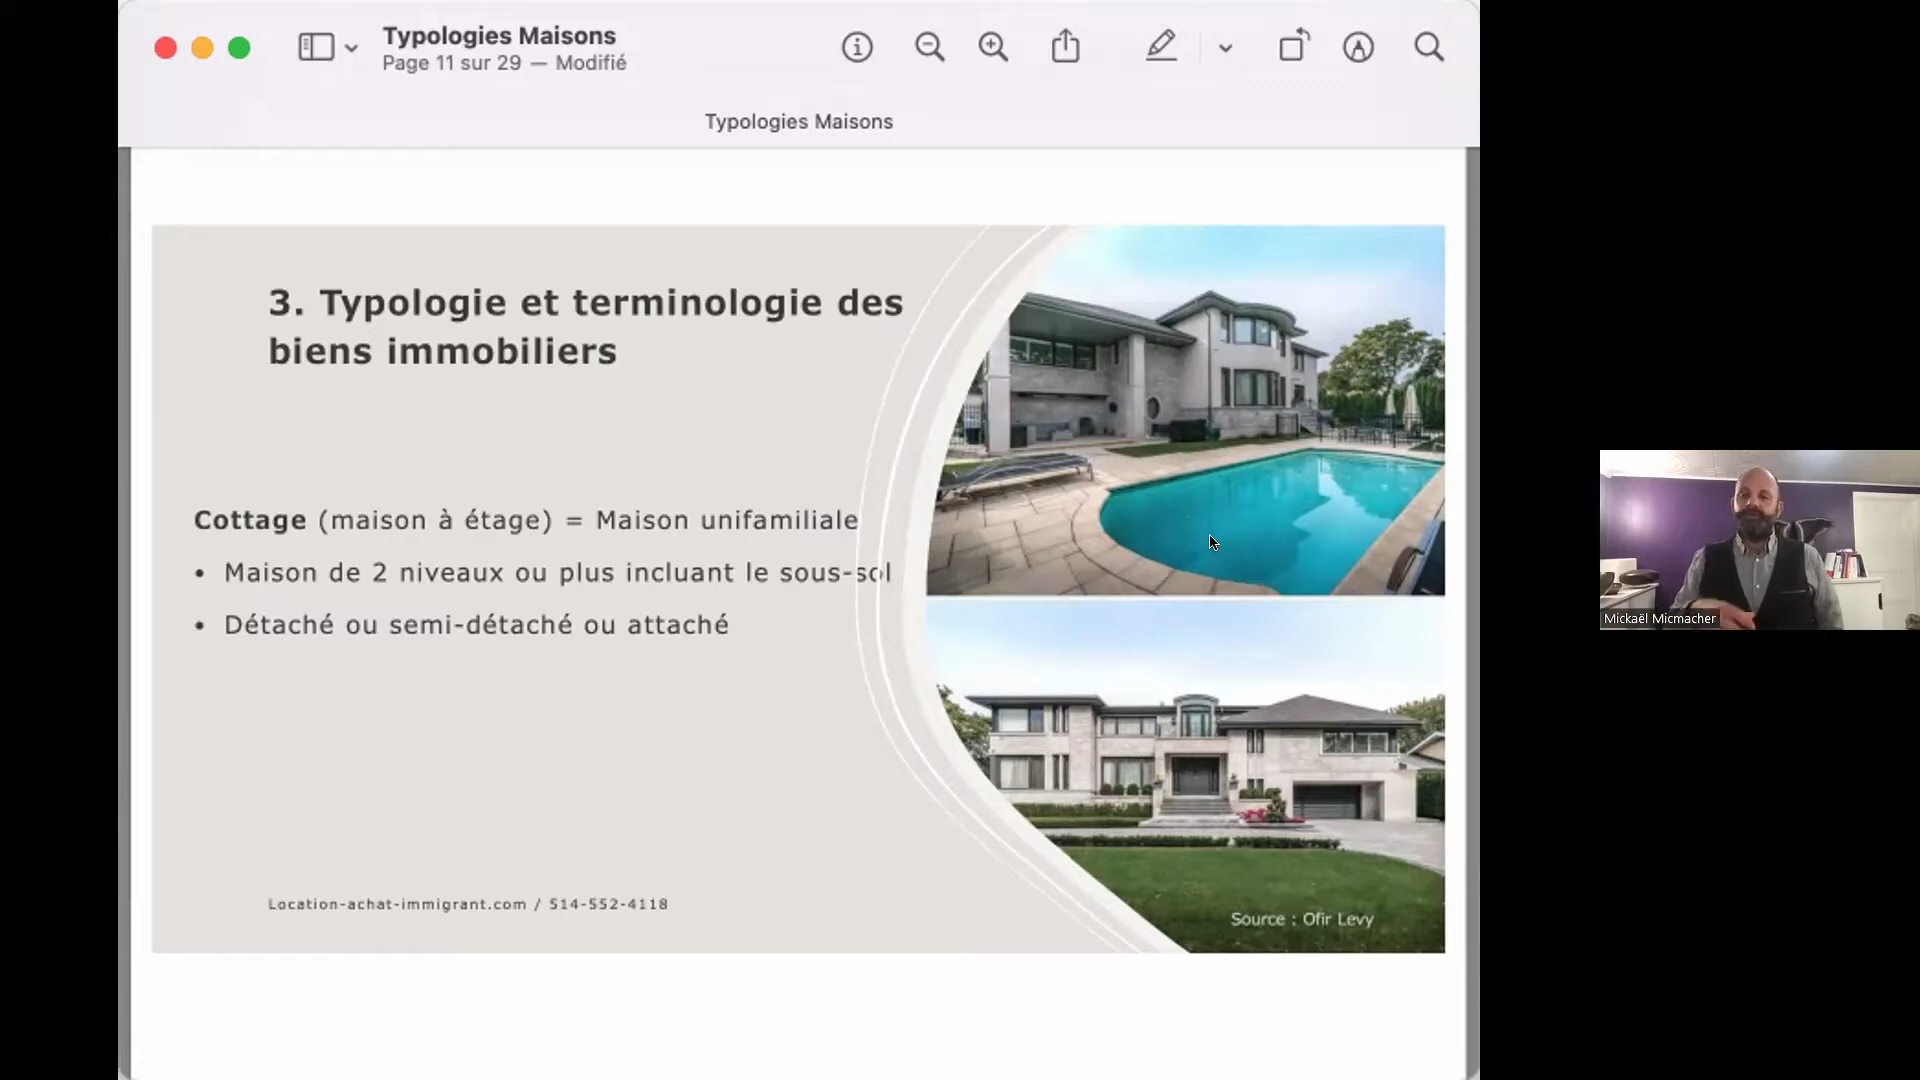 Typologies Maisons
Page 11 sur 29 — Modifié
Typologies Maisons
3. Typologie et terminologie des
biens immobiliers
Cottage (maison à étage) = Maison unifamiliale
• Maison de 2 niveaux ou plus incluant le sous-sol
• Détaché ou semi-détaché ou attaché
Location-achat-immigrant.com / 514-552-4118
Source : Ofir Levy
Mickaël Micmacher